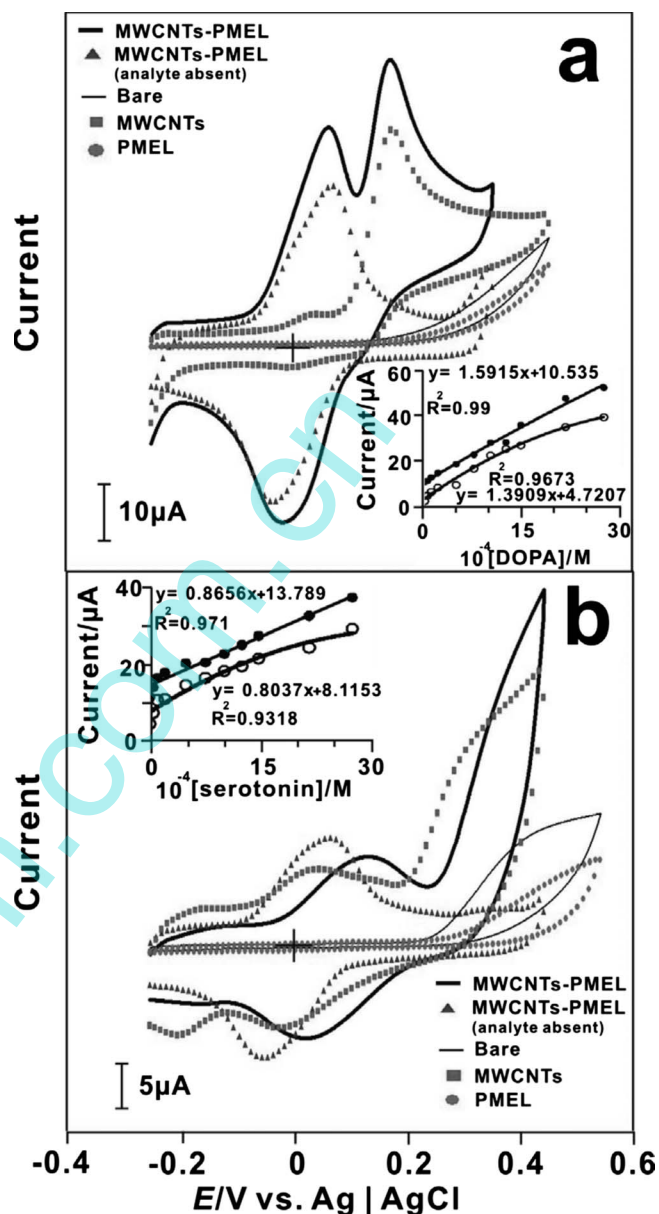 a
MWCNTs-PMEL
MWCNTs-PMEL
(analyte absent)
Bare
MWCNTs
PMEL
Current
10μA
Current/μA
60
40
20
0
y= 1.5915x+10.535
R²=0.99
R²=0.9673
y= 1.3909x+4.7207
0 15 30
10⁻⁴[DOPA]/M
b
Current/μA
40
20
0
y= 0.8656x+13.789
R²=0.971
y= 0.8037x+8.1153
R²=0.9318
0 15 30
10⁻⁴[serotonin]/M
Current
MWCNTs-PMEL
MWCNTs-PMEL
(analyte absent)
Bare
MWCNTs
PMEL
5μA
-0.4 -0.2 0 0.2 0.4 0.6
E/V vs. Ag | AgCl
n.com.cn